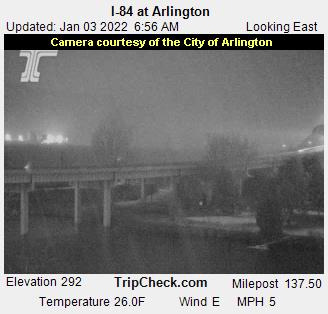 I-84 at Arlington
Updated: Jan 03 2022 6:56 AM Looking East
Camera courtesy of the City of Arlington
Elevation 292 TripCheck.com Milepost 137.50
Temperature 26.0F Wind E MPH 5